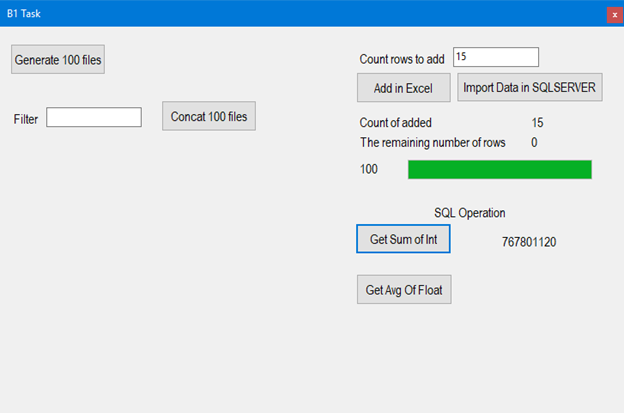 B1 Task
x
Generate 100 files
Count rows to add 15
Add in Excel
Import Data in SQLSERVER
Filter
Concat 100 files
Count of added 15
The remaining number of rows 0
100
SQL Operation
Get Sum of Int
767801120
Get Avg Of Float